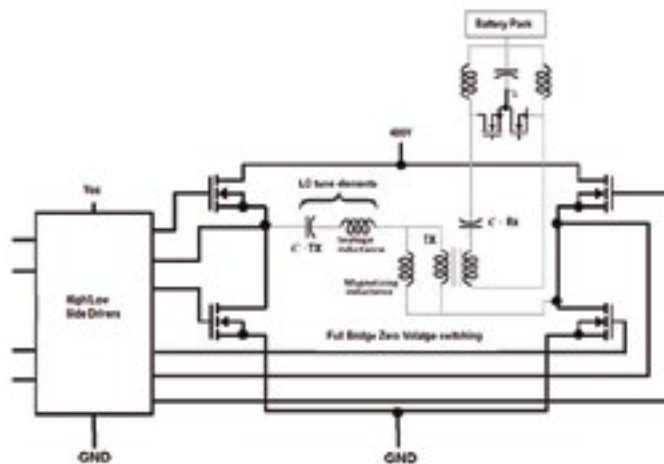 Battery Pack
400V
Vcc
LC tune elements
C - TX
leakage
inductance
TX
C - Rx
Magnetizing
inductance
High/Low
Side Drivers
Full Bridge Zero Volatge switching
GND
GND